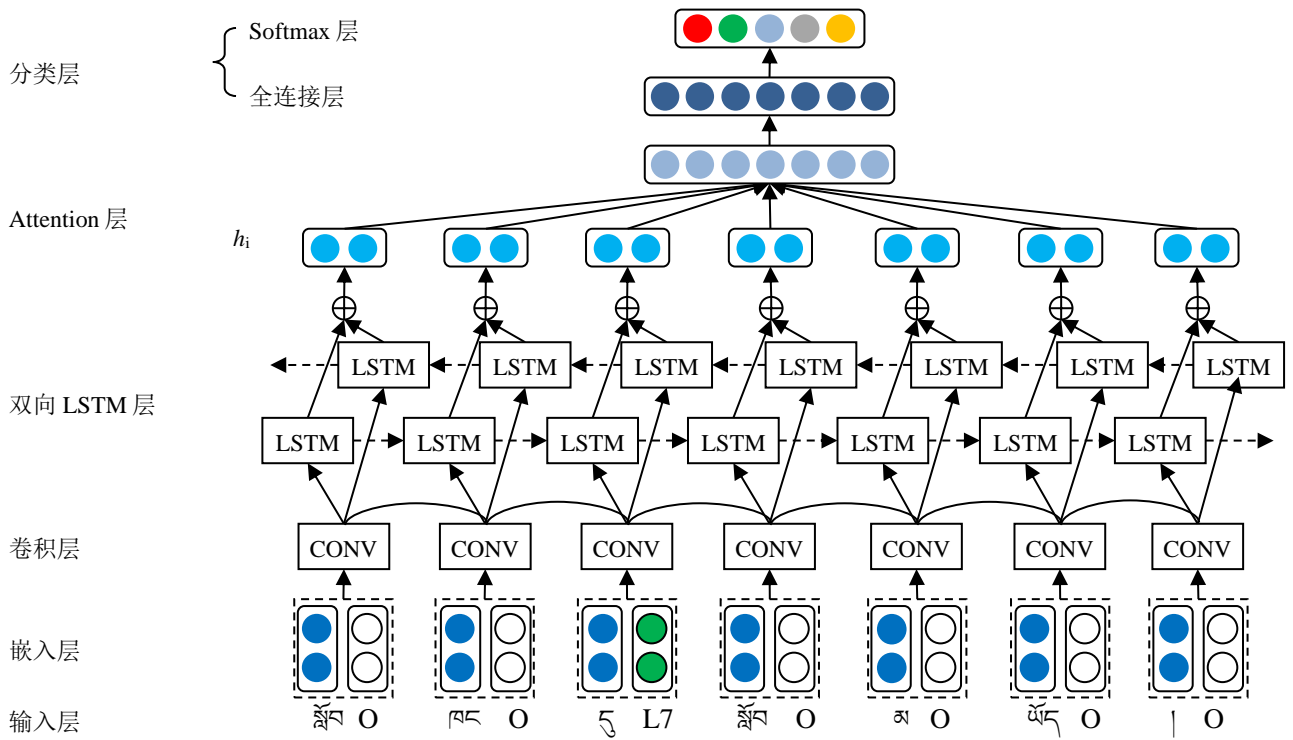 Softmax 层
分类层
全连接层
Attention 层
hi
LSTM LSTM LSTM LSTM LSTM LSTM LSTM
双向 LSTM 层
LSTM LSTM LSTM LSTM LSTM LSTM LSTM
卷积层 CONV CONV CONV CONV CONV CONV CONV
嵌入层
输入层 སློབ O ཁང O དུ L7 སློབ O མ O ཡོད O ། O